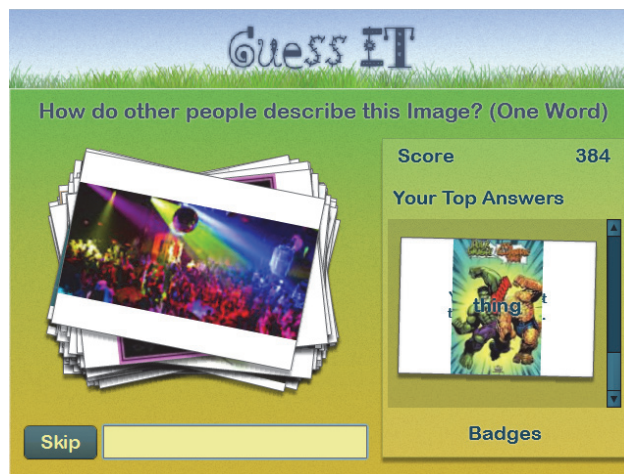 Guess IT
How do other people describe this Image? (One Word)
Score 384
Your Top Answers
thing
Skip
Badges